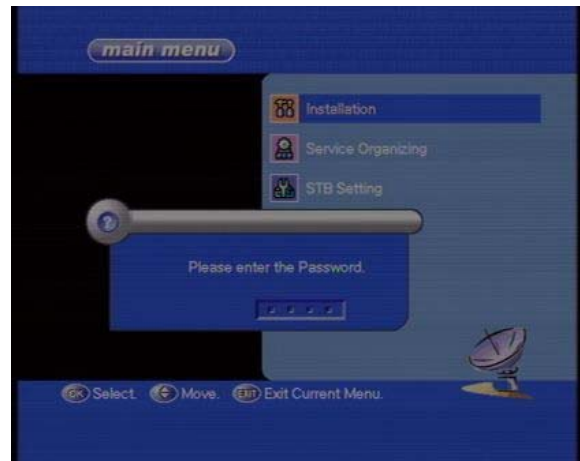 main menu
Installation
Service Organizing
STB Setting
?
Please enter the Password.
OK Select. Move. EXIT Exit Current Menu.